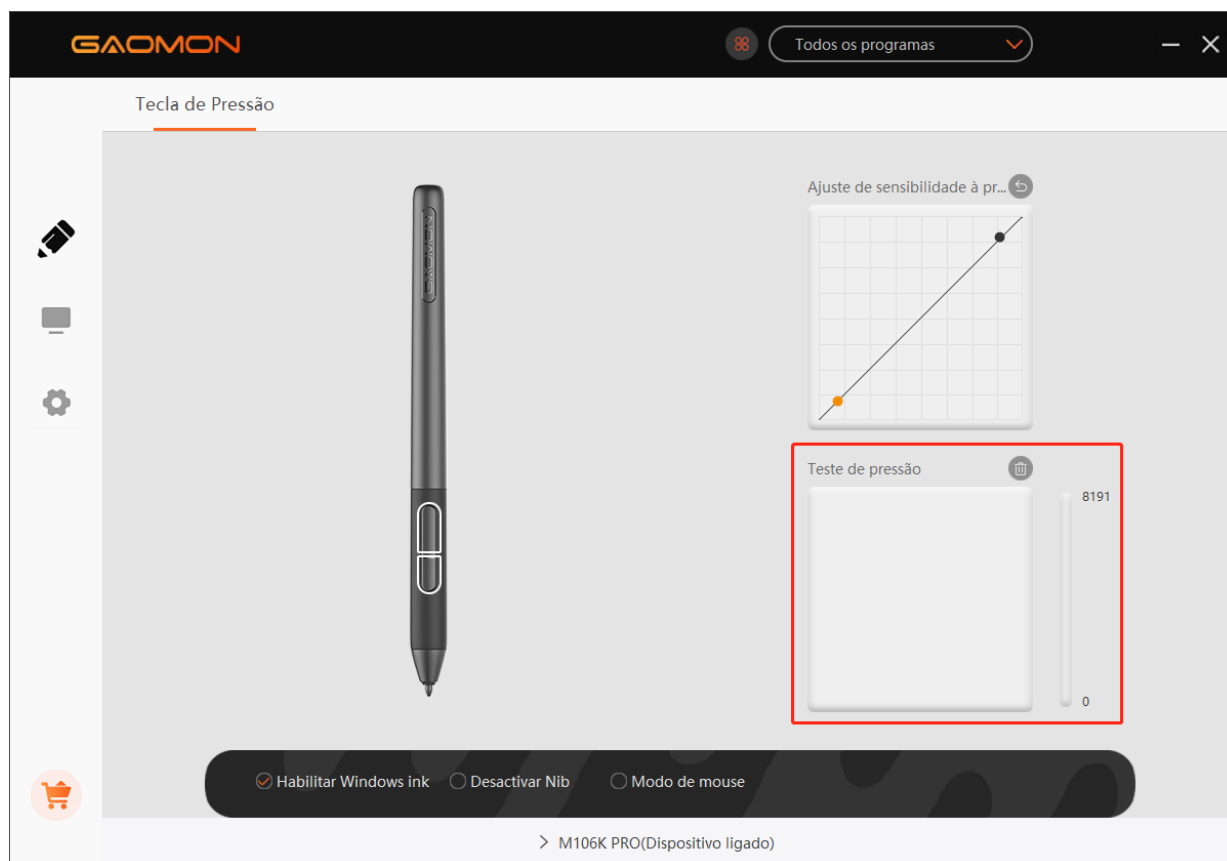 GAOMON
Todos os programas
Tecla de Pressão
Ajuste de sensibilidade à pr...
GAOMON
Teste de pressão
8191
0
Habilitar Windows ink
Desactivar Nib
Modo de mouse
M106K PRO(Dispositivo ligado)